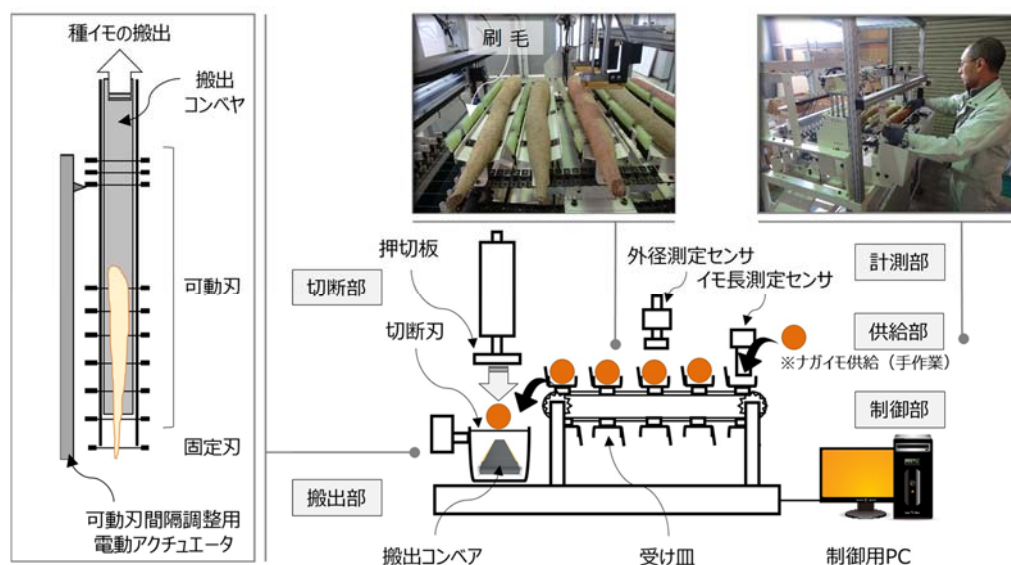 種イモの搬出
搬出
コンベヤ
可動刃
固定刃
可動刃間隔調整用
電動アクチュエータ
刷毛
押切板
切断部
切断刃
外径測定センサ
イモ長測定センサ
計測部
供給部
※ナガイモ供給（手作業）
制御部
搬出部
搬出コンベア
受け皿
制御用PC